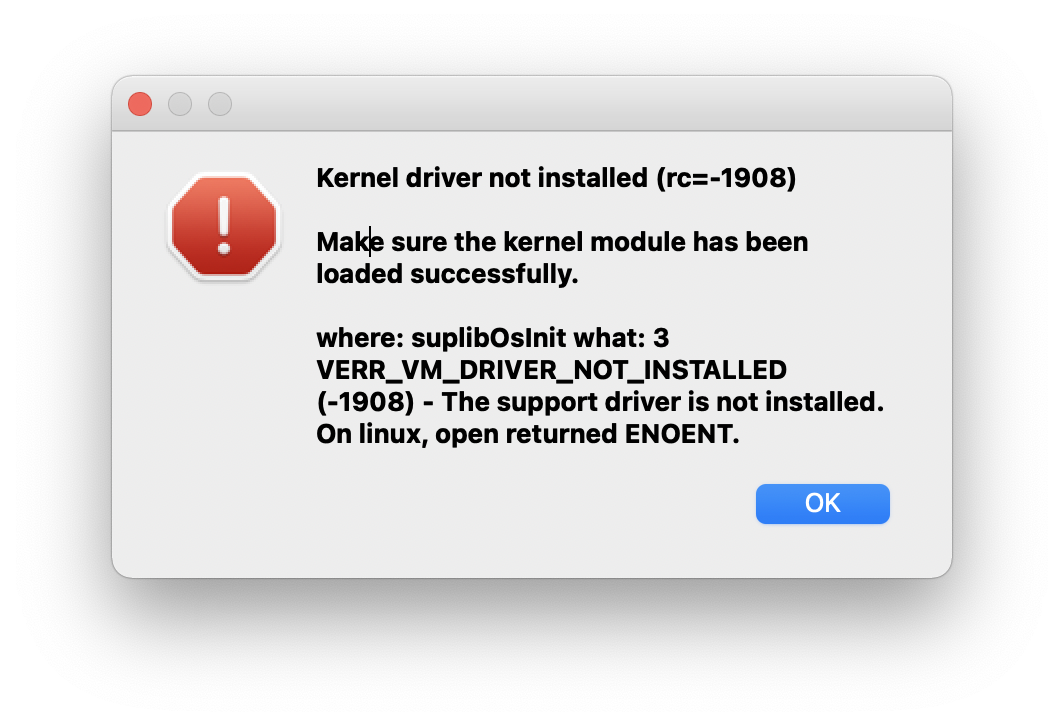 Kernel driver not installed (rc=-1908)
Make sure the kernel module has been
loaded successfully.
where: suplibOsInit what: 3
VERR_VM_DRIVER_NOT_INSTALLED
(-1908) - The support driver is not installed.
On linux, open returned ENOENT.
OK